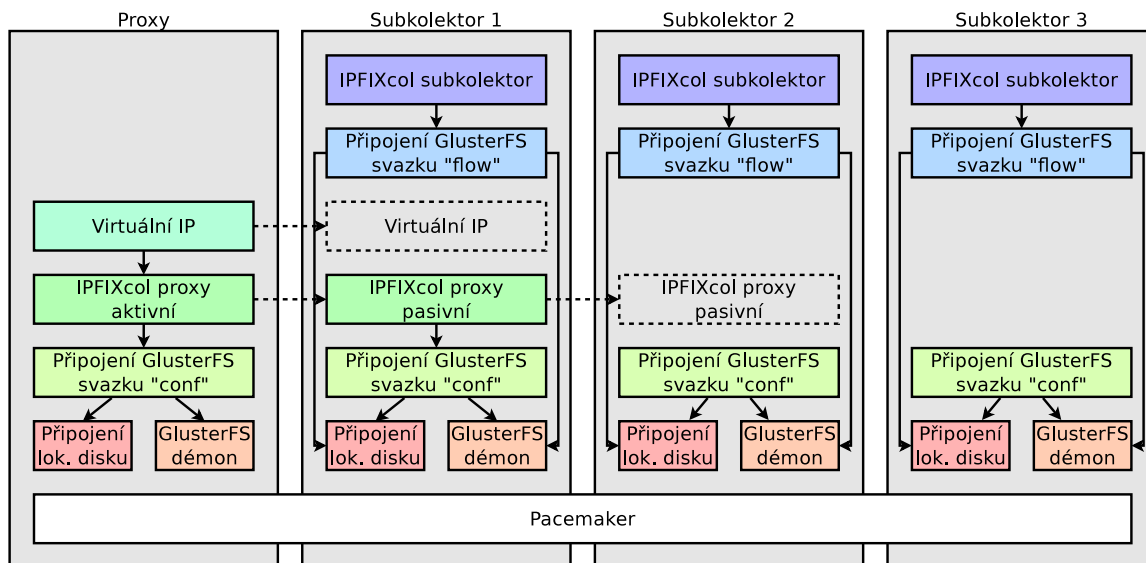 Proxy
Subkolektor 1
Subkolektor 2
Subkolektor 3
IPFIXcol subkolektor
IPFIXcol subkolektor
IPFIXcol subkolektor
Připojení GlusterFS
svazku "flow"
Připojení GlusterFS
svazku "flow"
Připojení GlusterFS
svazku "flow"
Virtuální IP
Virtuální IP
IPFIXcol proxy
aktivní
IPFIXcol proxy
pasivní
IPFIXcol proxy
pasivní
Připojení GlusterFS
svazku "conf"
Připojení GlusterFS
svazku "conf"
Připojení GlusterFS
svazku "conf"
Připojení GlusterFS
svazku "conf"
Připojení
lok. disku
GlusterFS
démon
Připojení
lok. disku
GlusterFS
démon
Připojení
lok. disku
GlusterFS
démon
Připojení
lok. disku
GlusterFS
démon
Pacemaker